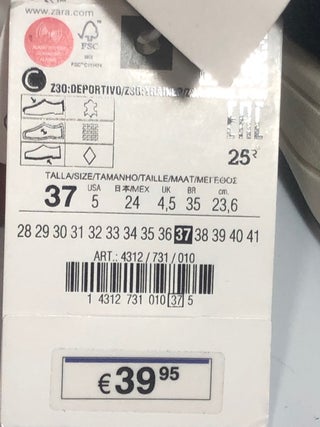 www.zara.com
FSC
MIX
Z30:DEPORTIVO/Z30:TRAINER
25
TALLA/SIZE/TAMANHO/TAILLE/MAAT/ΜΕΓΕΘΟΣ
37 USA 5 日本/MEX 24 UK 4,5 BR 35 cm. 23,6
28 29 30 31 32 33 34 35 36 37 38 39 40 41
ART.: 4312 / 731 / 010
1 4312 731 010 37 5
€ 39 95